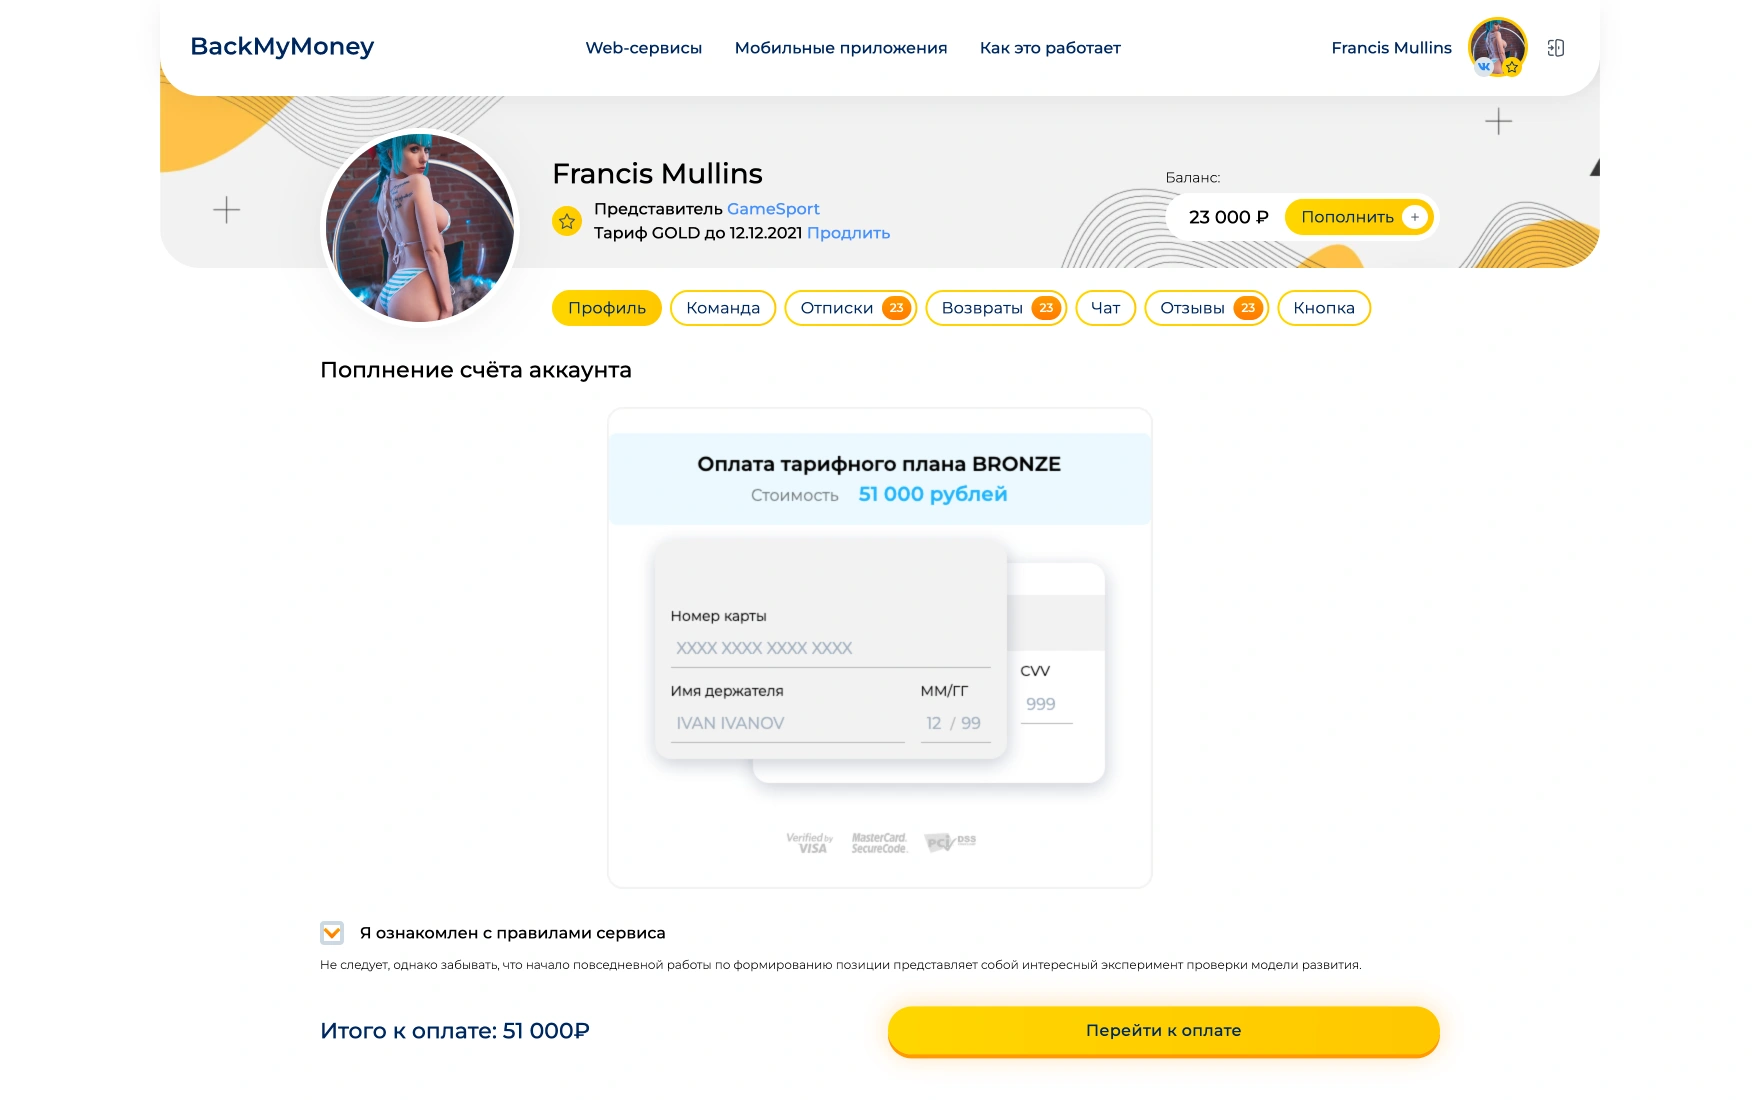 BackMyMoney
Web-сервисы
Мобильные приложения
Как это работает
Francis Mullins
Francis Mullins
Представитель GameSport
Тариф GOLD до 12.12.2021 Продлить
Баланс:
23 000 ₽
Пополнить
Профиль
Команда
Отписки 23
Возвраты 23
Чат
Отзывы 23
Кнопка
Поплнение счёта аккаунта
Оплата тарифного плана BRONZE
Стоимость 51 000 рублей
Номер карты
XXXX XXXX XXXX XXXX
Имя держателя
ММ/ГГ
IVAN IVANOV
12 / 99
CVV
999
Verified by VISA
MasterCard. SecureCode.
PCI DSS
Я ознакомлен с правилами сервиса
Не следует, однако забывать, что начало повседневной работы по формированию позиции представляет собой интересный эксперимент проверки модели развития.
Итого к оплате: 51 000₽
Перейти к оплате